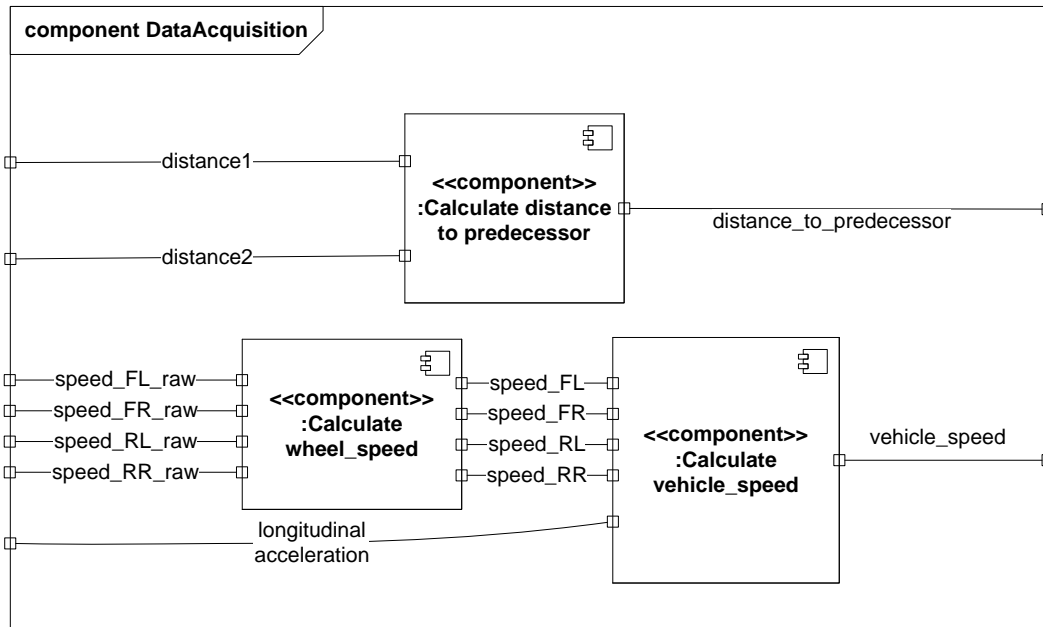 component DataAcquisition
distance1
<<component>>
:Calculate distance
to predecessor
distance_to_predecessor
distance2
speed_FL_raw
speed_FR_raw
speed_RL_raw
speed_RR_raw
<<component>>
:Calculate
wheel_speed
speed_FL
speed_FR
speed_RL
speed_RR
<<component>>
:Calculate
vehicle_speed
vehicle_speed
longitudinal
acceleration